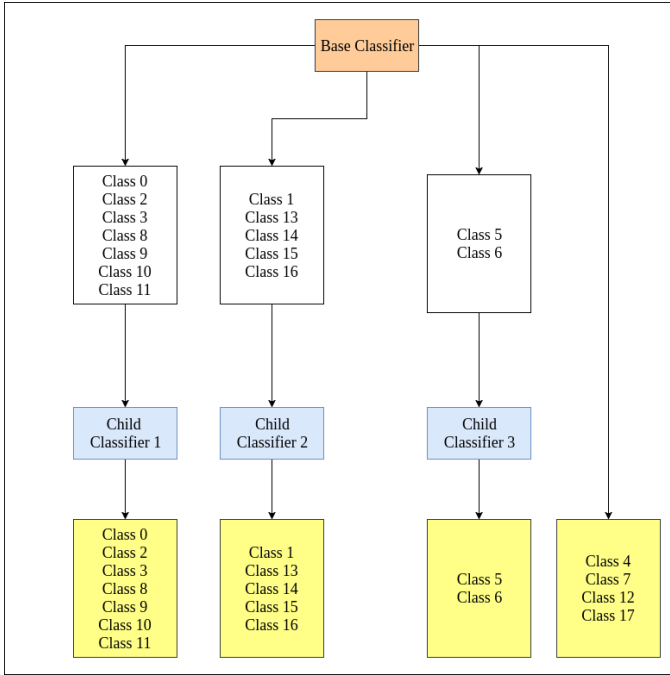 Base Classifier
Class 0
Class 2
Class 3
Class 8
Class 9
Class 10
Class 11
Class 1
Class 13
Class 14
Class 15
Class 16
Class 5
Class 6
Child
Classifier 1
Child
Classifier 2
Child
Classifier 3
Class 0
Class 2
Class 3
Class 8
Class 9
Class 10
Class 11
Class 1
Class 13
Class 14
Class 15
Class 16
Class 5
Class 6
Class 4
Class 7
Class 12
Class 17